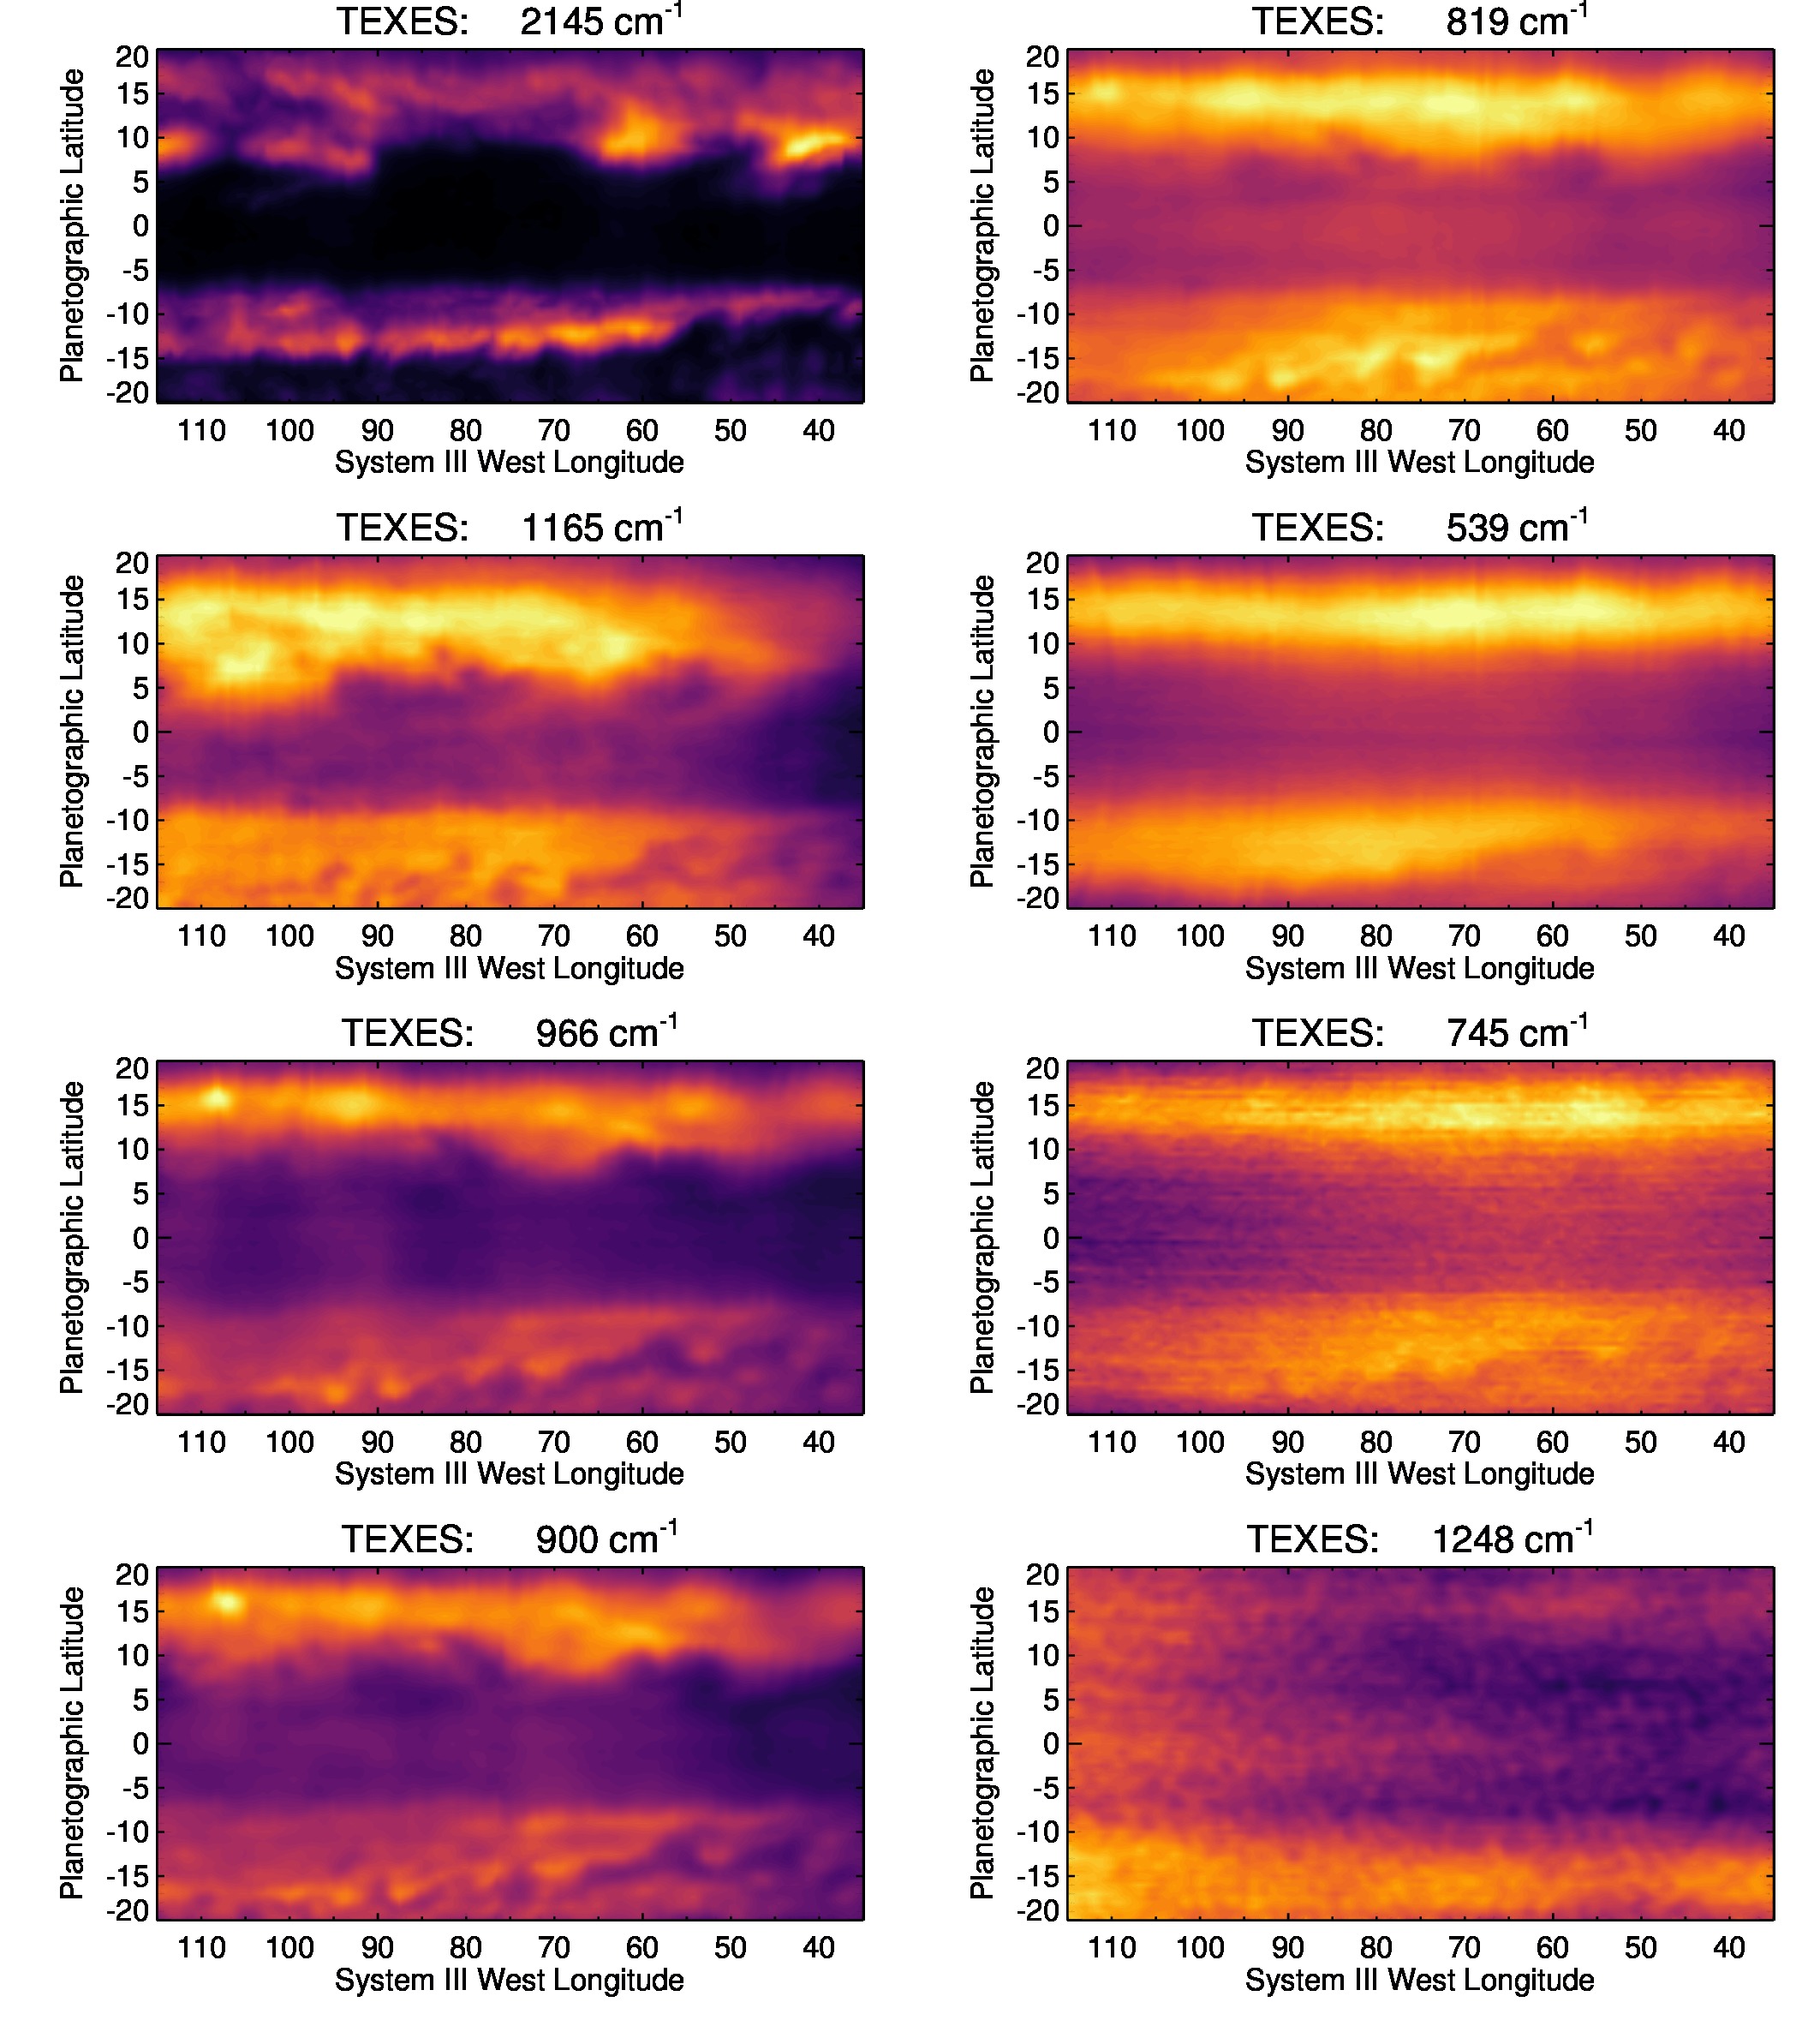 TEXES: 2145 cm-1
20
15
10
5
0
-5
-10
-15
-20
Planetographic Latitude
110 100 90 80 70 60 50 40
System III West Longitude
TEXES: 819 cm-1
20
15
10
5
0
-5
-10
-15
-20
Planetographic Latitude
110 100 90 80 70 60 50 40
System III West Longitude
TEXES: 1165 cm-1
20
15
10
5
0
-5
-10
-15
-20
Planetographic Latitude
110 100 90 80 70 60 50 40
System III West Longitude
TEXES: 539 cm-1
20
15
10
5
0
-5
-10
-15
-20
Planetographic Latitude
110 100 90 80 70 60 50 40
System III West Longitude
TEXES: 966 cm-1
20
15
10
5
0
-5
-10
-15
-20
Planetographic Latitude
110 100 90 80 70 60 50 40
System III West Longitude
TEXES: 745 cm-1
20
15
10
5
0
-5
-10
-15
-20
Planetographic Latitude
110 100 90 80 70 60 50 40
System III West Longitude
TEXES: 900 cm-1
20
15
10
5
0
-5
-10
-15
-20
Planetographic Latitude
110 100 90 80 70 60 50 40
System III West Longitude
TEXES: 1248 cm-1
20
15
10
5
0
-5
-10
-15
-20
Planetographic Latitude
110 100 90 80 70 60 50 40
System III West Longitude